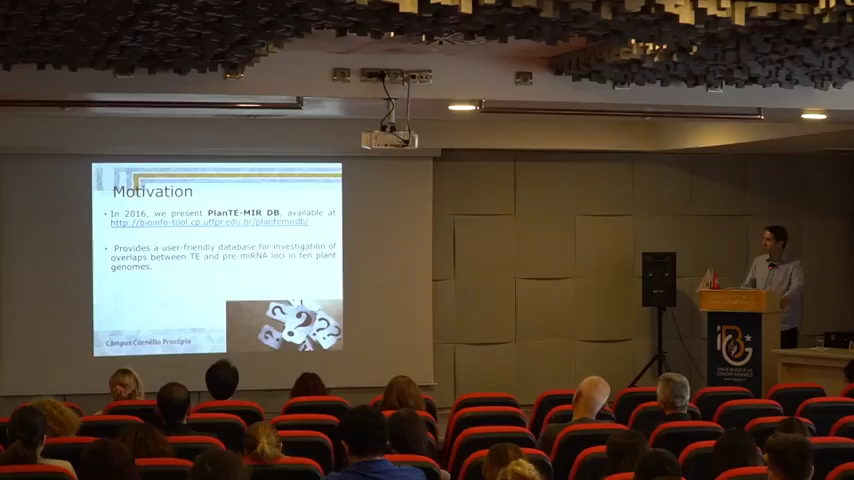 Motivation
• In 2016, we present PlanTE-MIR DB, available at
http://bioinfo-tool.cp.utfpr.edu.br/plantemirdb/
• Provides a user-friendly database for investigation of
overlaps between TE and pre-miRNA loci in ten plant
genomes.
Câmpus Cornélio Procópio